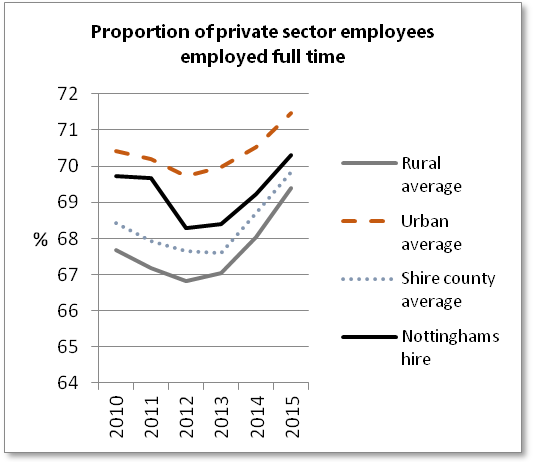 Proportion of private sector employees
employed full time
72
71
70
69
68
67
66
65
64
%
2010
2011
2012
2013
2014
2015
Rural
average
Urban
average
Shire county
average
Nottinghams
hire